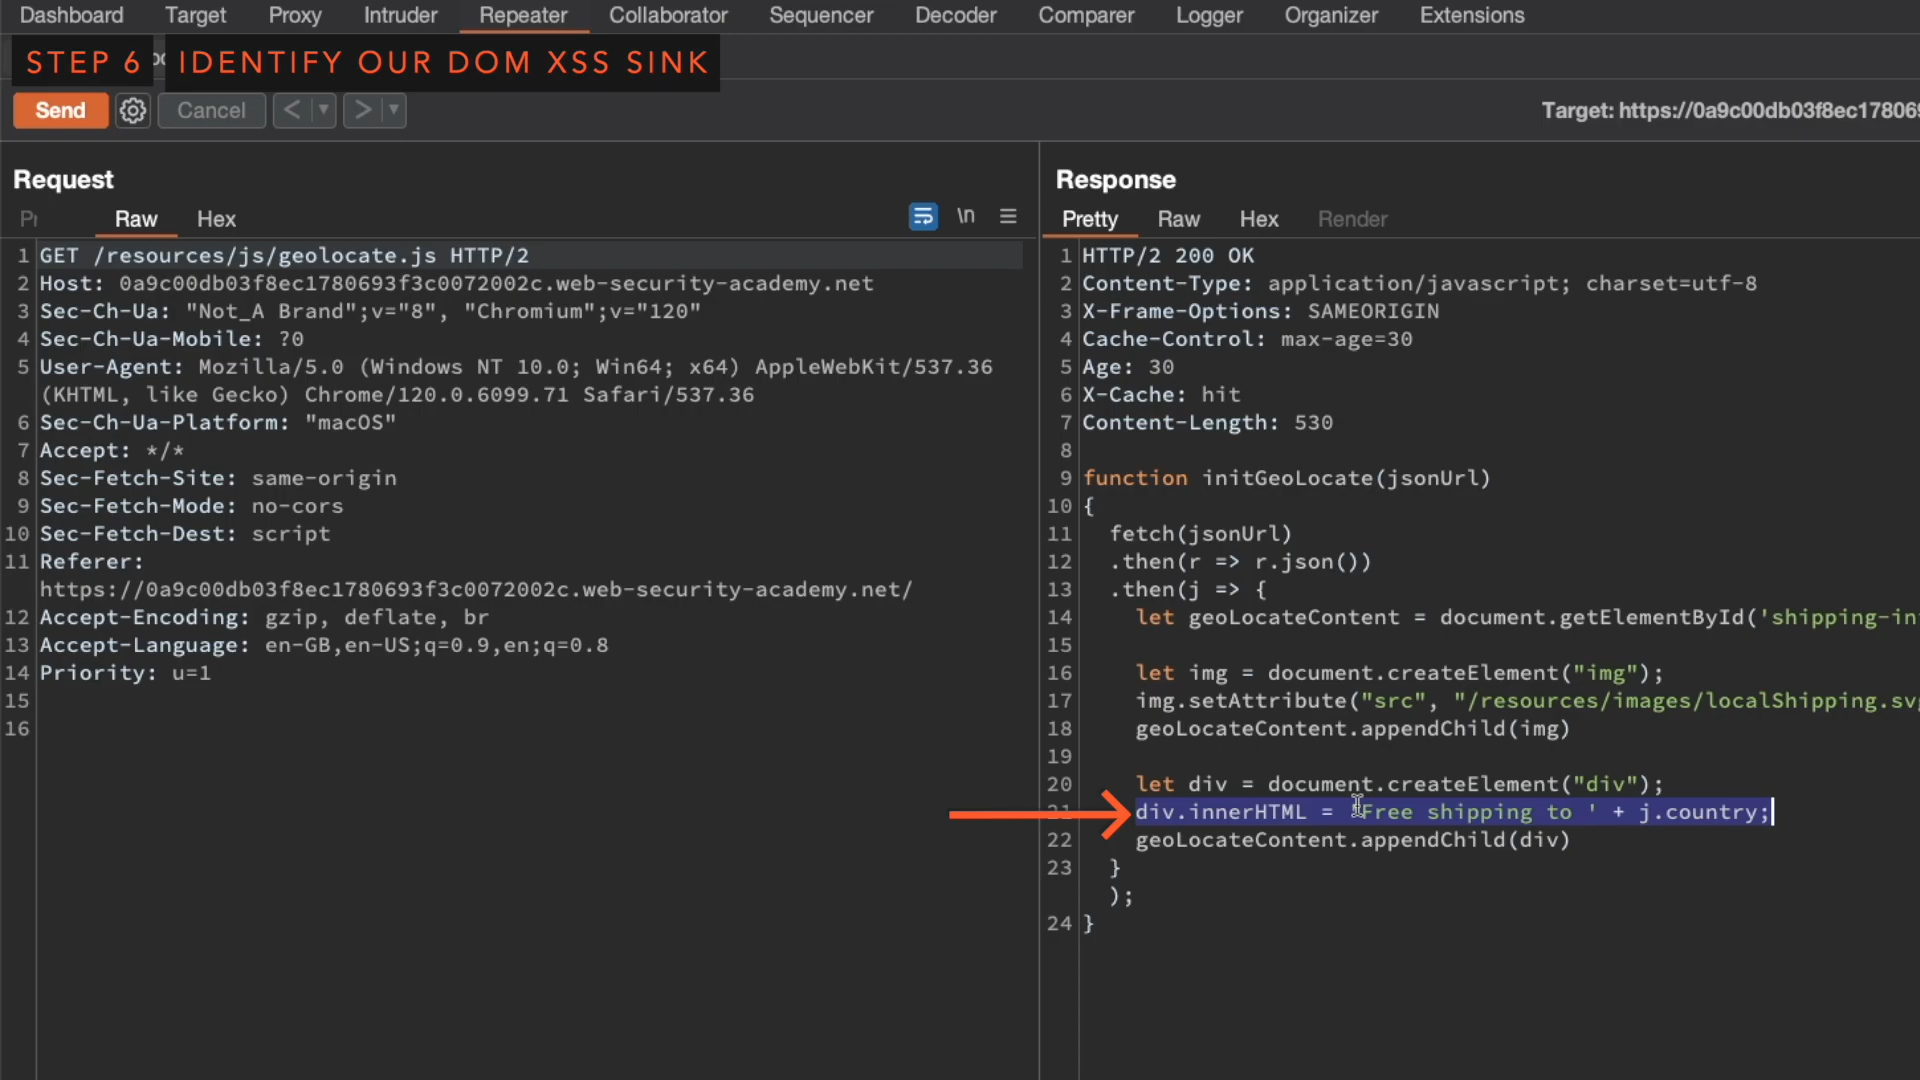 Dashboard Target Proxy Intruder Repeater Collaborator Sequencer Decoder Comparer Logger Organizer Extensions
STEP 6 IDENTIFY OUR DOM XSS SINK
Send Cancel < > Target: https://0a9c00db03f8ec178069
Request
Raw Hex \n
1 GET /resources/js/geolocate.js HTTP/2
2 Host: 0a9c00db03f8ec1780693f3c0072002c.web-security-academy.net
3 Sec-Ch-Ua: "Not_A Brand";v="8", "Chromium";v="120"
4 Sec-Ch-Ua-Mobile: ?0
5 User-Agent: Mozilla/5.0 (Windows NT 10.0; Win64; x64) AppleWebKit/537.36
(KHTML, like Gecko) Chrome/120.0.6099.71 Safari/537.36
6 Sec-Ch-Ua-Platform: "macOS"
7 Accept: */*
8 Sec-Fetch-Site: same-origin
9 Sec-Fetch-Mode: no-cors
10 Sec-Fetch-Dest: script
11 Referer:
https://0a9c00db03f8ec1780693f3c0072002c.web-security-academy.net/
12 Accept-Encoding: gzip, deflate, br
13 Accept-Language: en-GB,en-US;q=0.9,en;q=0.8
14 Priority: u=1
15
16
Response
Pretty Raw Hex Render
1 HTTP/2 200 OK
2 Content-Type: application/javascript; charset=utf-8
3 X-Frame-Options: SAMEORIGIN
4 Cache-Control: max-age=30
5 Age: 30
6 X-Cache: hit
7 Content-Length: 530
8
9 function initGeoLocate(jsonUrl)
10 {
11 fetch(jsonUrl)
12 .then(r => r.json())
13 .then(j => {
14 let geoLocateContent = document.getElementById('shipping-in
15
16 let img = document.createElement("img");
17 img.setAttribute("src", "/resources/images/localShipping.svg
18 geoLocateContent.appendChild(img)
19
20 let div = document.createElement("div");
21 div.innerHTML = 'Free shipping to ' + j.country;
22 geoLocateContent.appendChild(div)
23 }
);
24 }